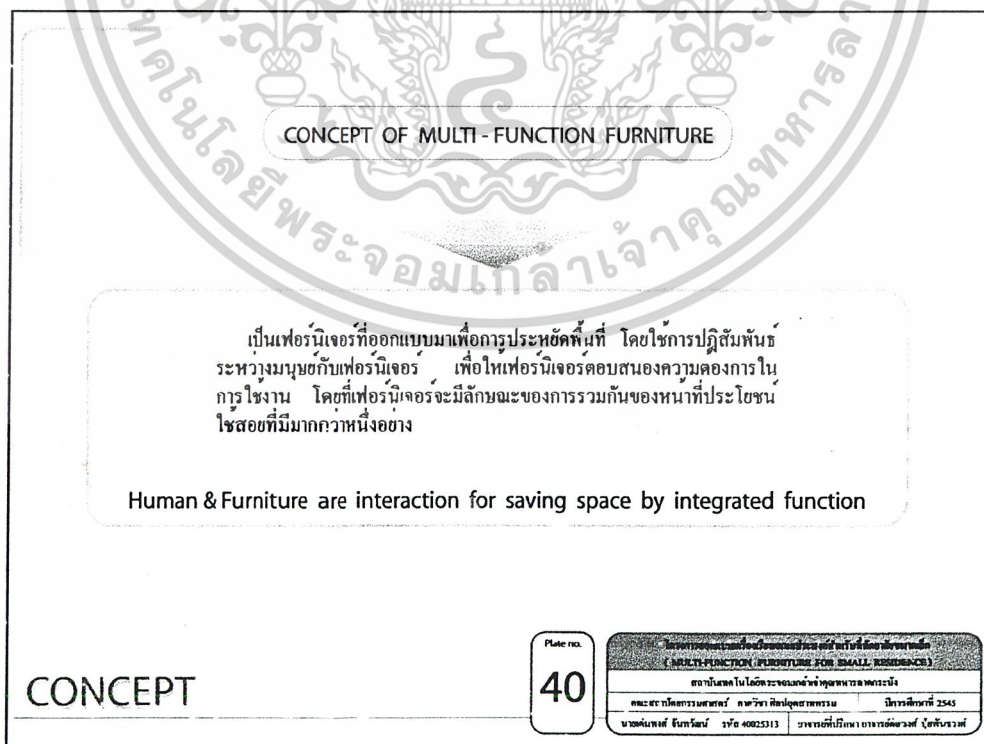 CONCEPT OF MULTI - FUNCTION FURNITURE
เป็นเฟอร์นิเจอร์ที่ออกแบบมาเพื่อการประหยัดพื้นที่ โดยใช้การปฏิสัมพันธ์
ระหว่างมนุษย์กับเฟอร์นิเจอร์ เพื่อให้เฟอร์นิเจอร์ตอบสนองความต้องการใน
การใช้งาน โดยที่เฟอร์นิเจอร์จะมีลักษณะของการรวมกันของหน้าที่ประโยชน์
ใช้สอยที่มีมากกว่าหนึ่งอย่าง
Human & Furniture are interaction for saving space by integrated function
CONCEPT
Plate no.
40
( MULTI-FUNCTION FURNITURE FOR SMALL RESIDENCE )
สถาบันเทคโนโลยีพระจอมเกล้าเจ้าคุณทหารลาดกระบัง
คณะสถาปัตยกรรมศาสตร์ ภาควิชา ศิลปอุตสาหกรรม ปีการศึกษาที่ 2545
รหัส 40025313 อาจารย์ที่ปรึกษา